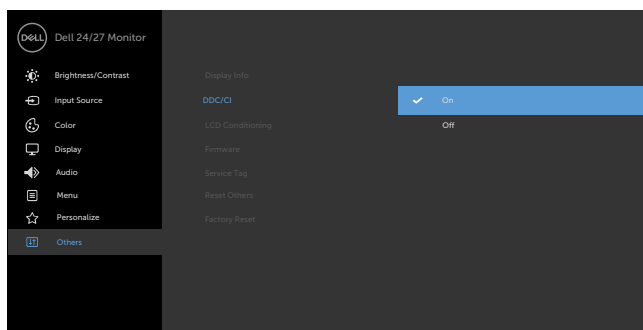 DELL
Dell 24/27 Monitor
Brightness/Contrast
Input Source
Color
Display
Audio
Menu
Personalize
Others
Display Info
DDC/CI
LCD Conditioning
Firmware
Service Tag
Reset Others
Factory Reset
On
Off